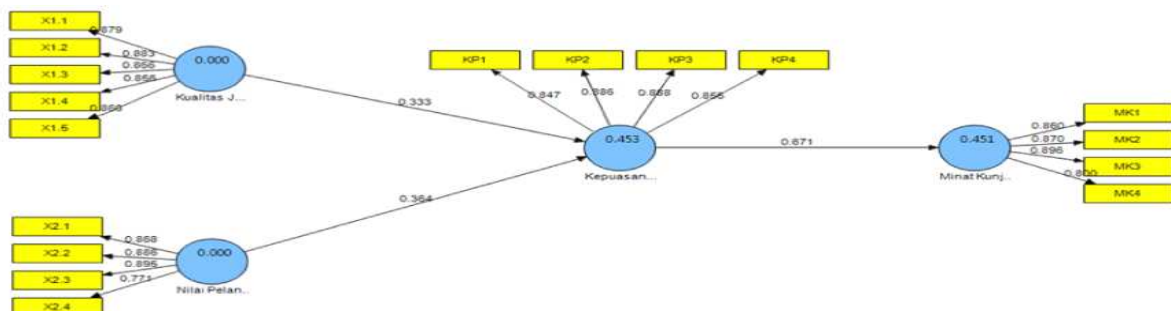 X1.1
0.879
X1.2
0.883
X1.3
0.856
X1.4
0.856
X1.5
0.868
0.000
Kualitas J...
0.333
KP1
KP2
KP3
KP4
0.847
0.886
0.888
0.855
0.453
Kepuasan...
0.671
0.451
Minat Kunj..
0.860
MK1
0.870
MK2
0.896
MK3
0.800
MK4
0.364
X2.1
0.868
X2.2
0.886
X2.3
0.895
X2.4
0.771
0.000
Nilai Pelan...